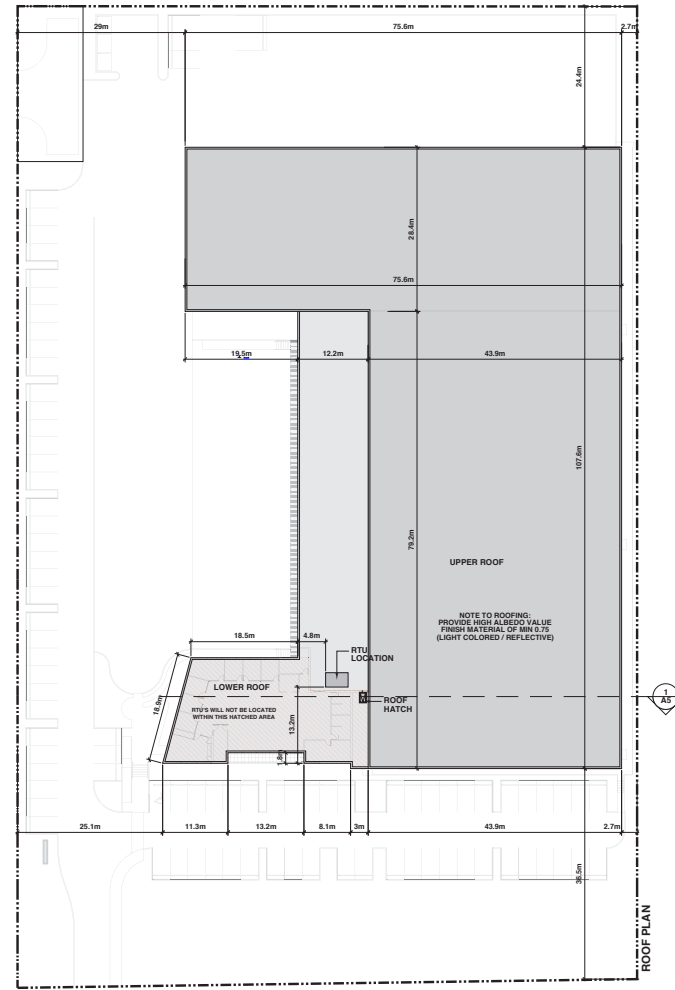 29m
75.6m
2.7m
24.4m
28.4m
75.6m
19.5m
12.2m
43.9m
107.6m
79.2m
UPPER ROOF
NOTE TO ROOFING:
PROVIDE HIGH ALBEDO VALUE
FINISH MATERIAL OF MIN 0.75
(LIGHT COLORED / REFLECTIVE)
18.5m
4.8m
RTU
LOCATION
LOWER ROOF
RTU'S WILL NOT BE LOCATED
WITHIN THIS HATCHED AREA
ROOF
HATCH
1
A5
18.9m
13.2m
1.8m
25.1m
11.3m
13.2m
8.1m
3m
43.9m
2.7m
36.5m
ROOF PLAN